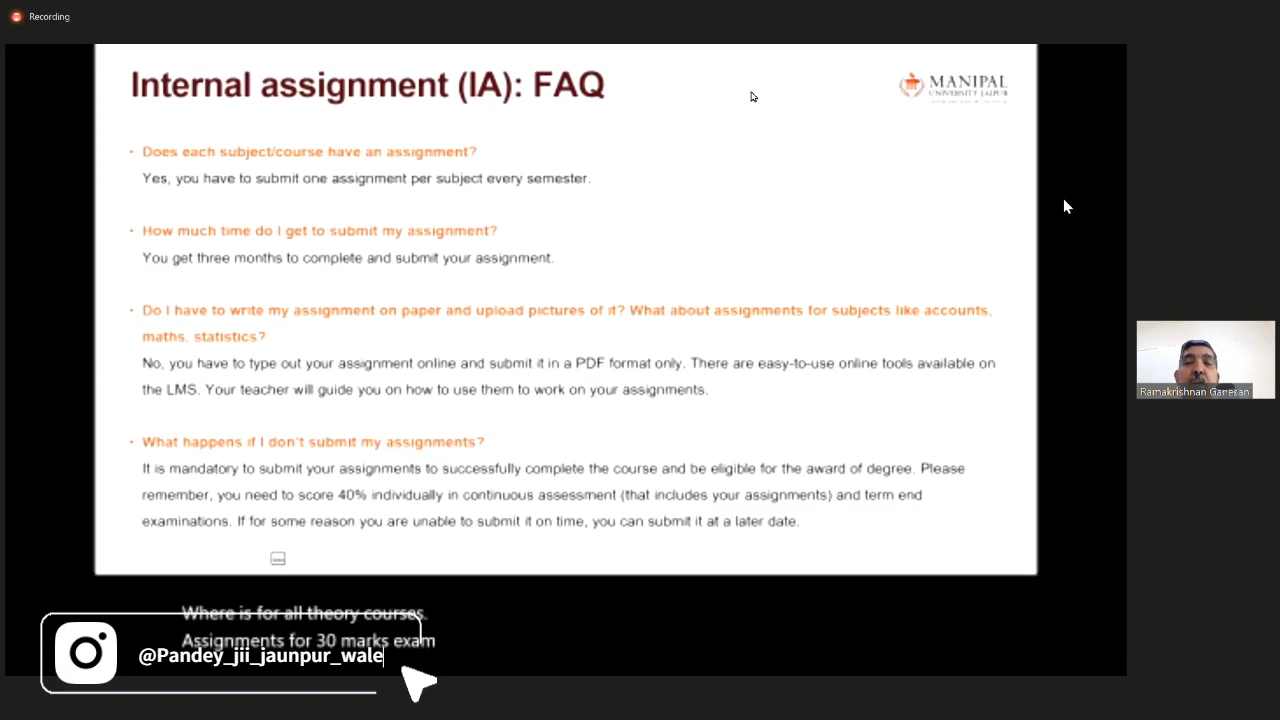 Recording
Internal assignment (IA): FAQ
MANIPAL
UNIVERSITY JAIPUR
• Does each subject/course have an assignment?
Yes, you have to submit one assignment per subject every semester.
• How much time do I get to submit my assignment?
You get three months to complete and submit your assignment.
• Do I have to write my assignment on paper and upload pictures of it? What about assignments for subjects like accounts,
maths, statistics?
No, you have to type out your assignment online and submit it in a PDF format only. There are easy-to-use online tools available on
the LMS. Your teacher will guide you on how to use them to work on your assignments.
• What happens if I don't submit my assignments?
It is mandatory to submit your assignments to successfully complete the course and be eligible for the award of degree. Please
remember, you need to score 40% individually in continuous assessment (that includes your assignments) and term end
examinations. If for some reason you are unable to submit it on time, you can submit it at a later date.
Ramakrishnan Ganesan
Where is for all theory courses.
Assignments for 30 marks exam
@Pandey_jii_jaunpur_wale